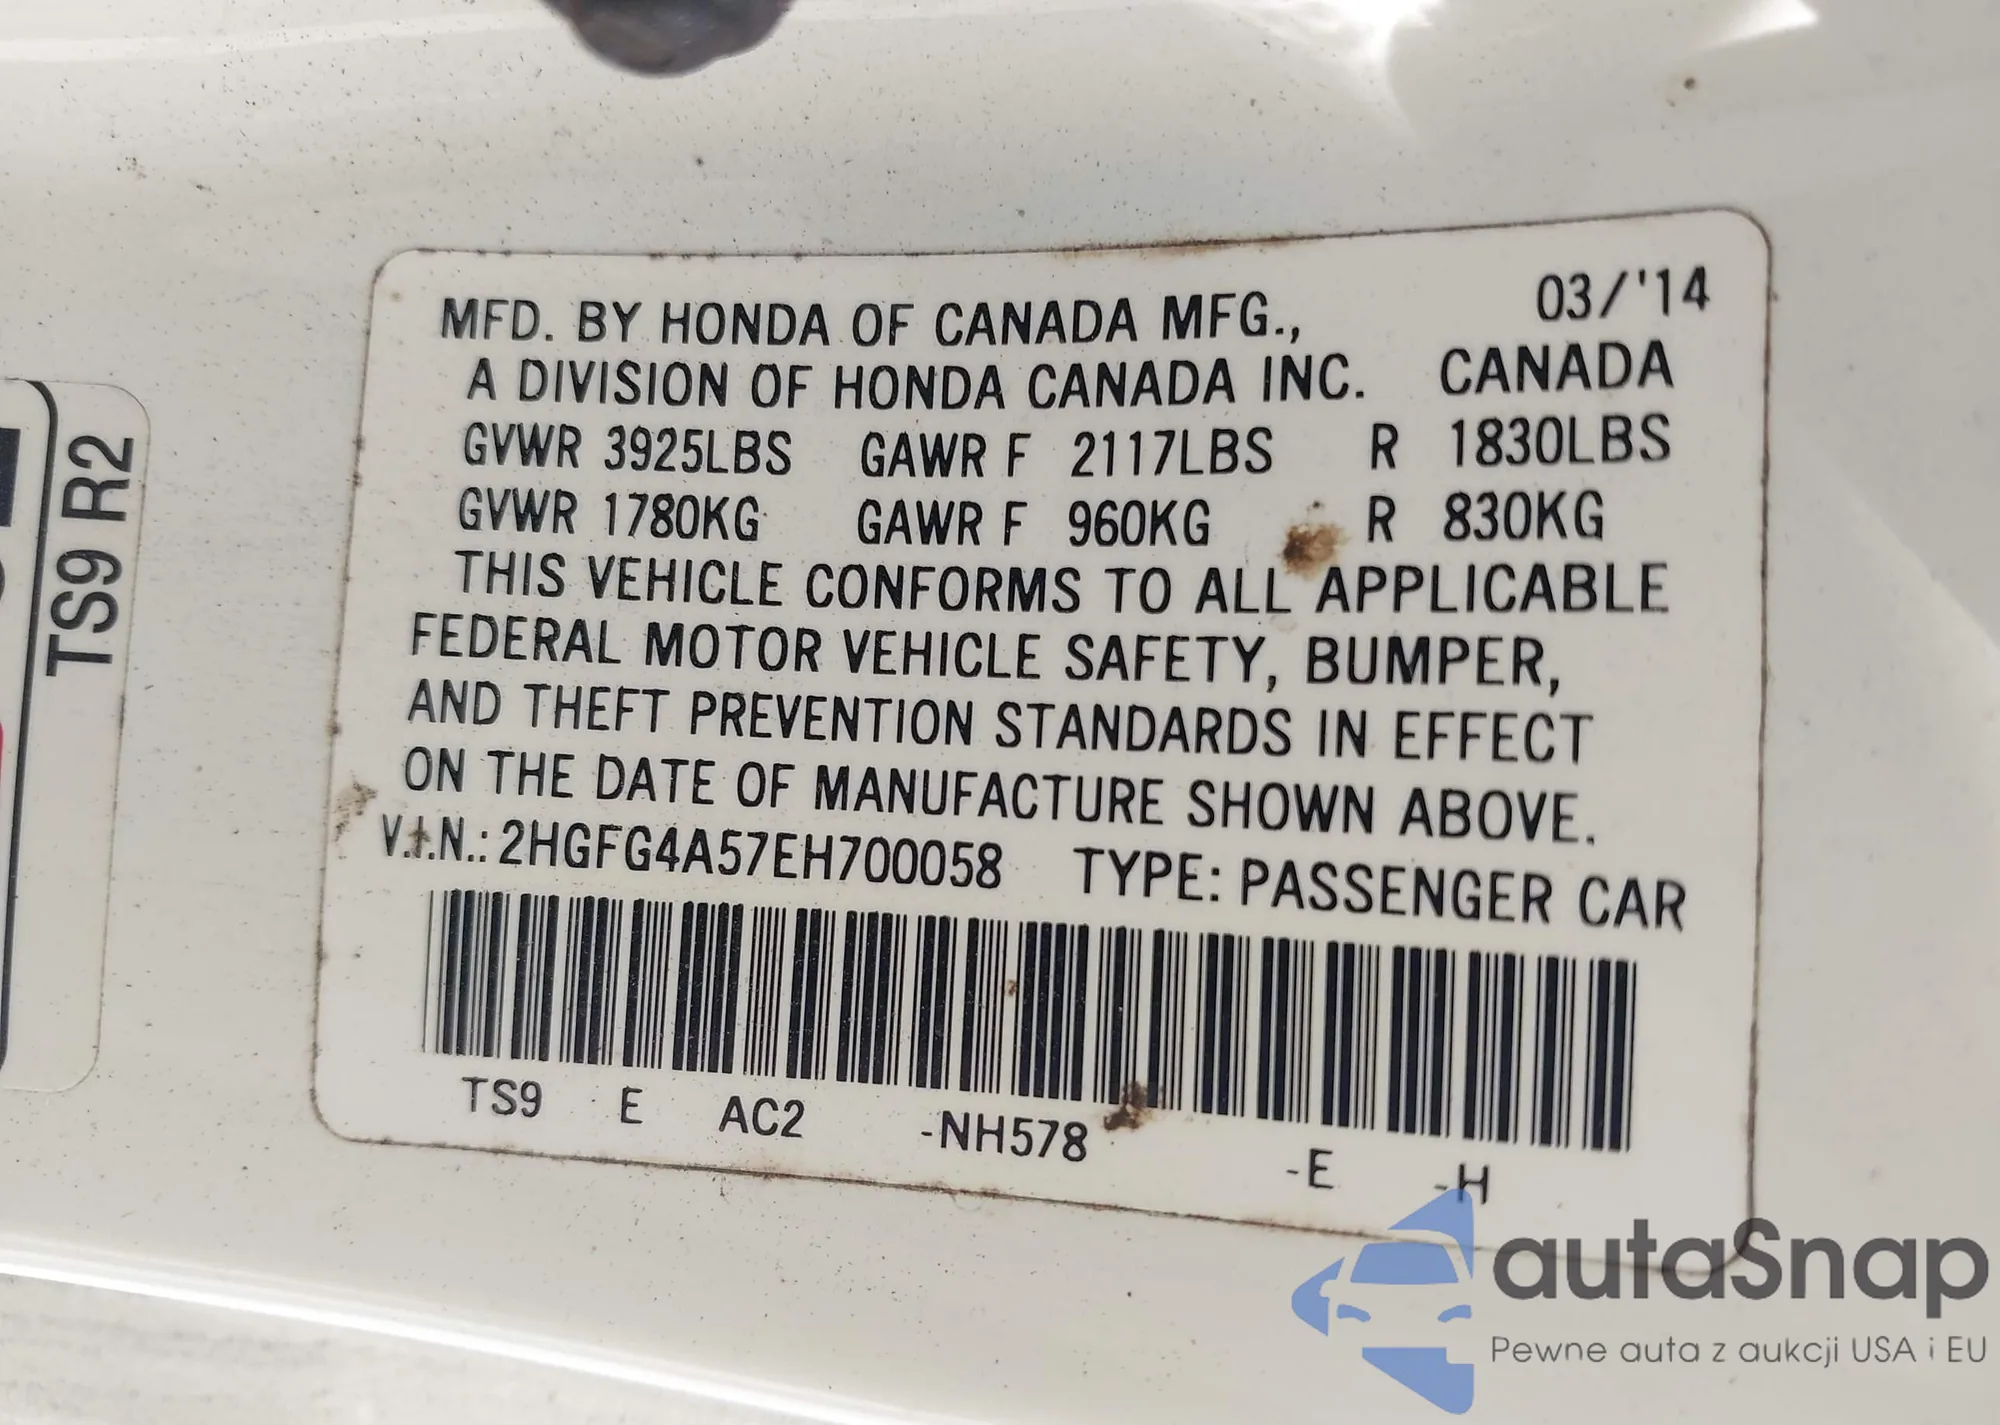 03/'14
MFD. BY HONDA OF CANADA MFG.,
A DIVISION OF HONDA CANADA INC. CANADA
GVWR 3925LBS GAWR F 2117LBS R 1830LBS
GVWR 1780KG GAWR F 960KG R 830KG
THIS VEHICLE CONFORMS TO ALL APPLICABLE
FEDERAL MOTOR VEHICLE SAFETY, BUMPER,
AND THEFT PREVENTION STANDARDS IN EFFECT
ON THE DATE OF MANUFACTURE SHOWN ABOVE.
V.I.N.: 2HGFG4A57EH700058 TYPE: PASSENGER CAR
TS9 E AC2 -NH578 -E -H
TS9 R2
autaSnap
Pewne auta z aukcji USA i EU